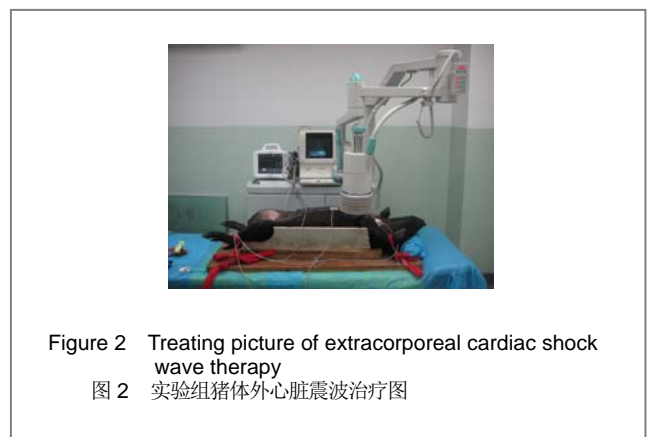 Figure 2 Treating picture of extracorporeal cardiac shock
wave therapy
图 2 实验组猪体外心脏震波治疗图